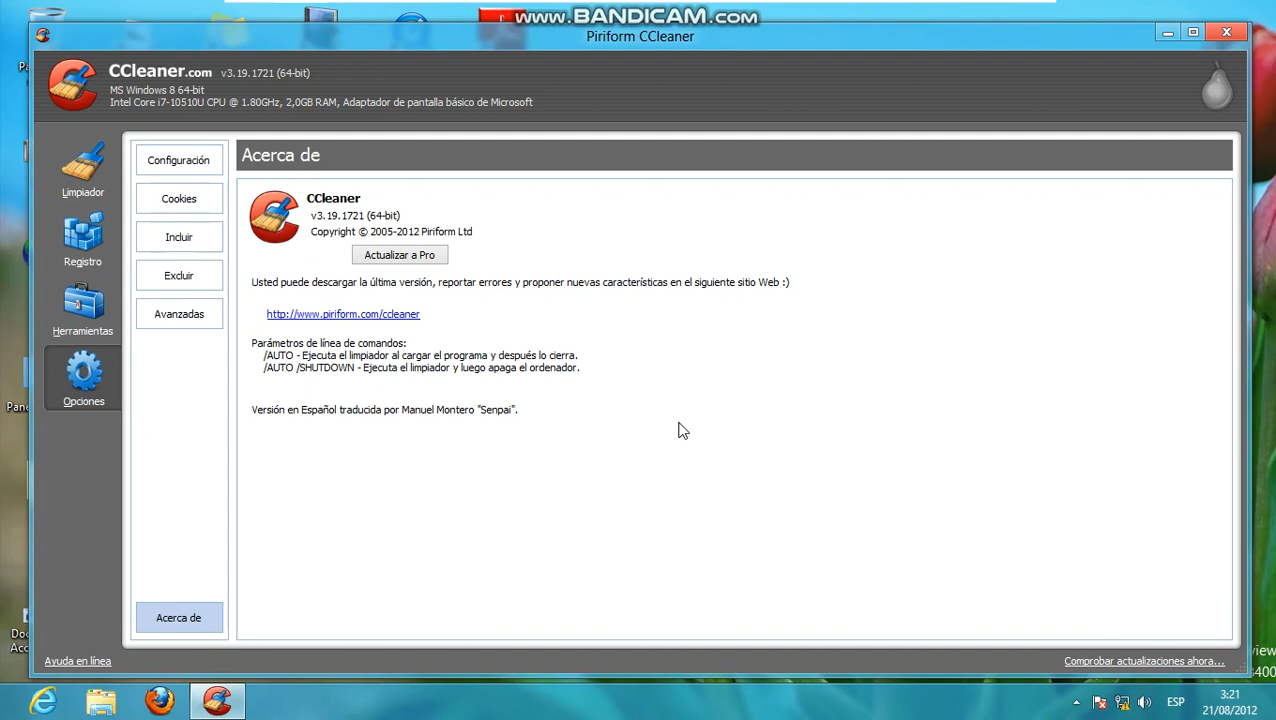 www.BANDICAM.com
Piriform CCleaner
CCleaner.com v3.19.1721 (64-bit)
MS Windows 8 64-bit
Intel Core i7-10510U CPU @ 1.80GHz, 2,0GB RAM, Adaptador de pantalla básico de Microsoft
Limpiador
Registro
Herramientas
Opciones
Configuración
Cookies
Incluir
Excluir
Avanzadas
Acerca de
Acerca de
CCleaner
v3.19.1721 (64-bit)
Copyright © 2005-2012 Piriform Ltd
Actualizar a Pro
Usted puede descargar la última versión, reportar errores y proponer nuevas características en el siguiente sitio Web :)
http://www.piriform.com/ccleaner
Parámetros de línea de comandos:
/AUTO - Ejecuta el limpiador al cargar el programa y después lo cierra.
/AUTO /SHUTDOWN - Ejecuta el limpiador y luego apaga el ordenador.
Versión en Español traducida por Manuel Montero "Senpai".
Ayuda en línea
Comprobar actualizaciones ahora...
ESP
3:21
21/08/2012